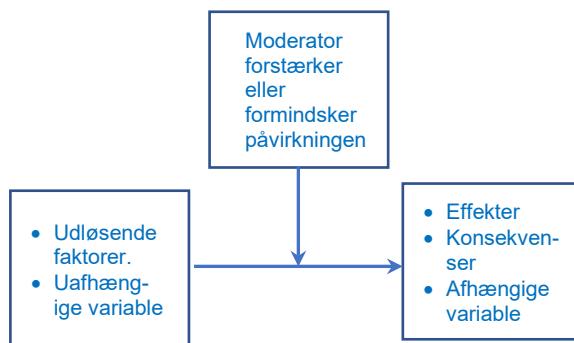 Moderator
forstærker
eller
formindsker
påvirkningen
• Udløsende
faktorer.
• Uafhæng-
ige variable
• Effekter
• Konsekven-
ser
• Afhængige
variable